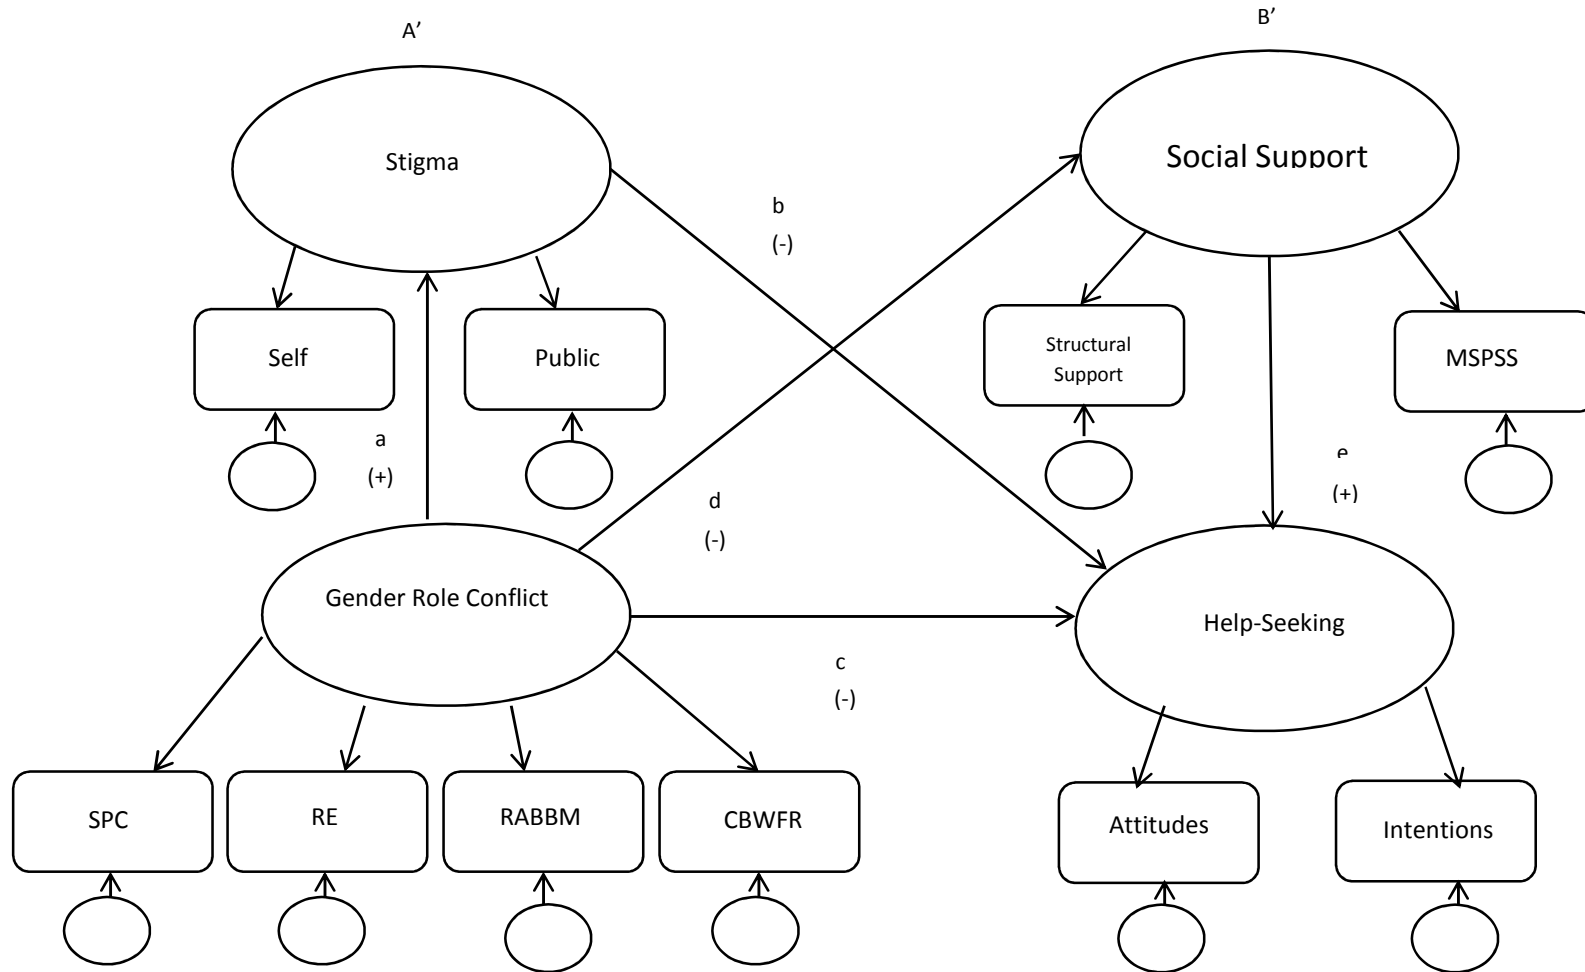 A’
B’
Stigma
Social Support
b
(-)
Self
Public
Structural
Support
MSPSS
a
(+)
e
(+)
d
(-)
Gender Role Conflict
Help-Seeking
c
(-)
SPC
RE
RABBM
CBWFR
Attitudes
Intentions